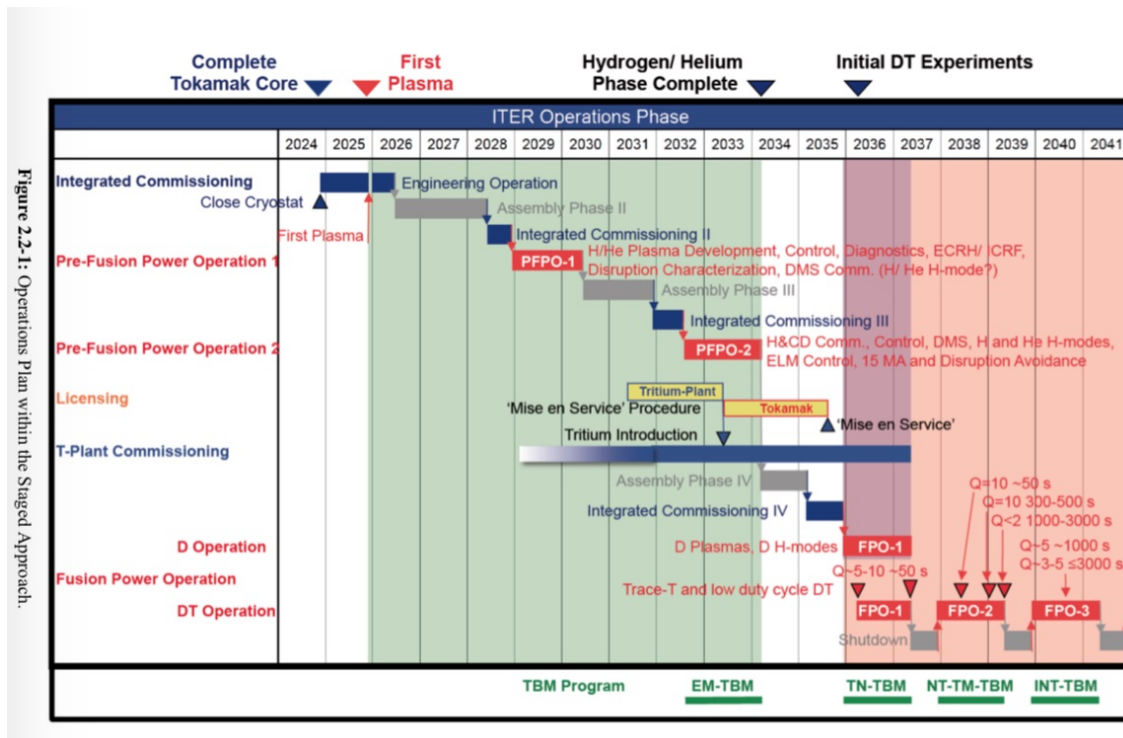 Complete
Tokamak Core
First
Plasma
Hydrogen/ Helium
Phase Complete
Initial DT Experiments
ITER Operations Phase
2024 2025 2026 2027 2028 2029 2030 2031 2032 2033 2034 2035 2036 2037 2038 2039 2040 2041
Integrated Commissioning
Engineering Operation
Close Cryostat
Assembly Phase II
First Plasma
Integrated Commissioning II
Pre-Fusion Power Operation 1
PFPO-1
H/He Plasma Development, Control, Diagnostics, ECRH/ ICRF,
Disruption Characterization, DMS Comm. (H/ He H-mode?)
Assembly Phase III
Integrated Commissioning III
Pre-Fusion Power Operation 2
PFPO-2
H&CD Comm., Control, DMS, H and He H-modes,
ELM Control, 15 MA and Disruption Avoidance
Licensing
Tritium-Plant
'Mise en Service' Procedure
Tokamak
'Mise en Service'
Tritium Introduction
T-Plant Commissioning
Assembly Phase IV
Q=10 ~50 s
Q=10 300-500 s
Integrated Commissioning IV
Q<2 1000-3000 s
D Operation
D Plasmas, D H-modes
FPO-1
Q~5 ~1000 s
Q~3-5 ≤3000 s
Fusion Power Operation
Q~5-10 ~50 s
Trace-T and low duty cycle DT
DT Operation
FPO-1
FPO-2
FPO-3
Shutdown
TBM Program
EM-TBM
TN-TBM
NT-TM-TBM
INT-TBM
Figure 2.2-1: Operations Plan within the Staged Approach.